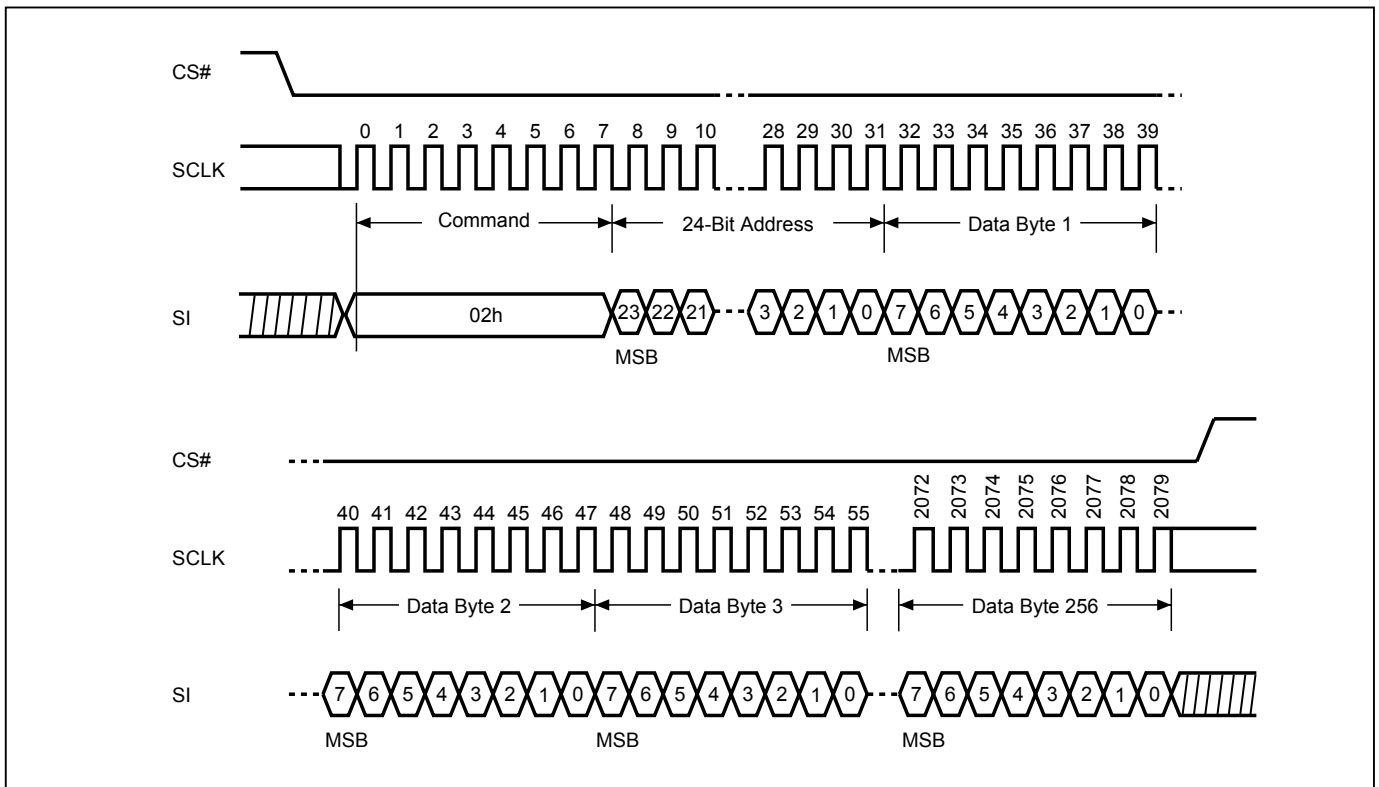 CS#
0 1 2 3 4 5 6 7 8 9 10 28 29 30 31 32 33 34 35 36 37 38 39
SCLK
Command 24-Bit Address Data Byte 1
SI 02h 23 22 21 3 2 1 0 7 6 5 4 3 2 1 0
MSB MSB
CS#
40 41 42 43 44 45 46 47 48 49 50 51 52 53 54 55 2072 2073 2074 2075 2076 2077 2078 2079
SCLK
Data Byte 2 Data Byte 3 Data Byte 256
SI 7 6 5 4 3 2 1 0 7 6 5 4 3 2 1 0 7 6 5 4 3 2 1 0
MSB MSB MSB